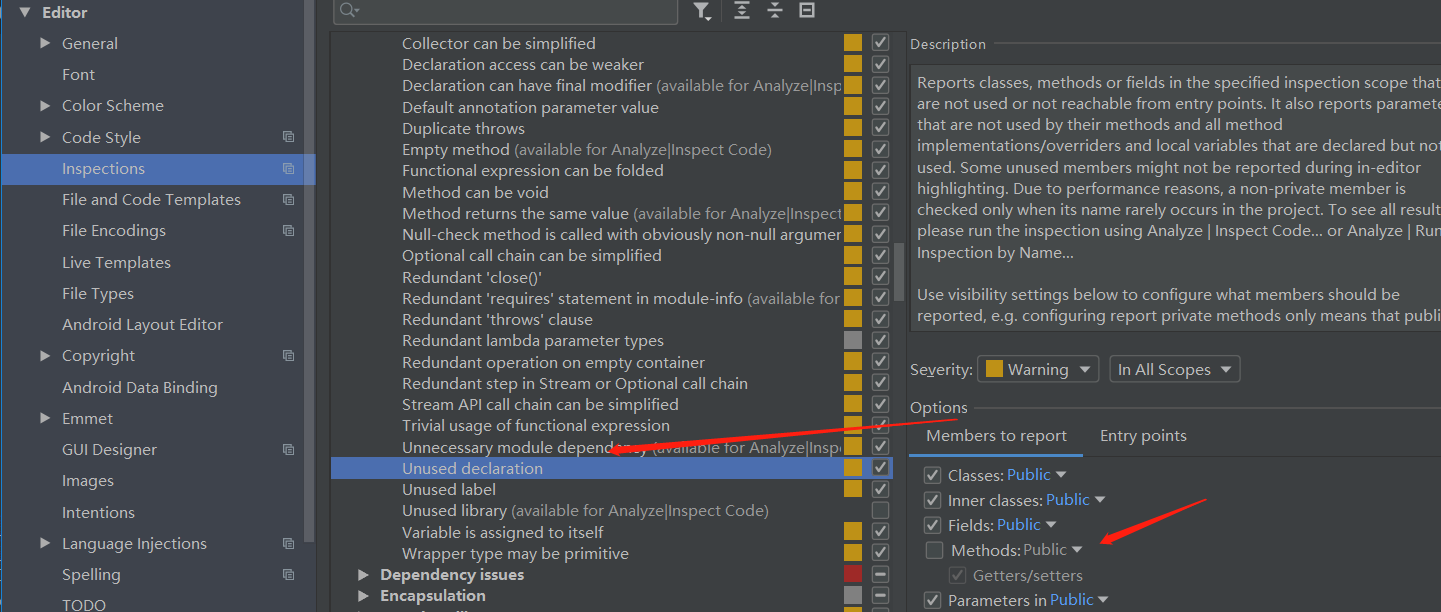 Editor
General
Font
Color Scheme
Code Style
Inspections
File and Code Templates
File Encodings
Live Templates
File Types
Android Layout Editor
Copyright
Android Data Binding
Emmet
GUI Designer
Images
Intentions
Language Injections
Spelling
TODO
Collector can be simplified
Declaration access can be weaker
Declaration can have final modifier (available for Analyze|Insp
Default annotation parameter value
Duplicate throws
Empty method (available for Analyze|Inspect Code)
Functional expression can be folded
Method can be void
Method returns the same value (available for Analyze|Inspect
Null-check method is called with obviously non-null argumer
Optional call chain can be simplified
Redundant 'close()'
Redundant 'requires' statement in module-info (available for
Redundant 'throws' clause
Redundant lambda parameter types
Redundant operation on empty container
Redundant step in Stream or Optional call chain
Stream API call chain can be simplified
Trivial usage of functional expression
Unnecessary module dependency (available for Analyze|Inspe
Unused declaration
Unused label
Unused library (available for Analyze|Inspect Code)
Variable is assigned to itself
Wrapper type may be primitive
Dependency issues
Encapsulation
Description
Reports classes, methods or fields in the specified inspection scope that
are not used or not reachable from entry points. It also reports paramete
that are not used by their methods and all method
implementations/overriders and local variables that are declared but not
used. Some unused members might not be reported during in-editor
highlighting. Due to performance reasons, a non-private member is
checked only when its name rarely occurs in the project. To see all result
please run the inspection using Analyze | Inspect Code... or Analyze | Run
Inspection by Name...
Use visibility settings below to configure what members should be
reported, e.g. configuring report private methods only means that publi
Severity: Warning In All Scopes
Options
Members to report Entry points
Classes: Public
Inner classes: Public
Fields: Public
Methods: Public
Getters/setters
Parameters in Public